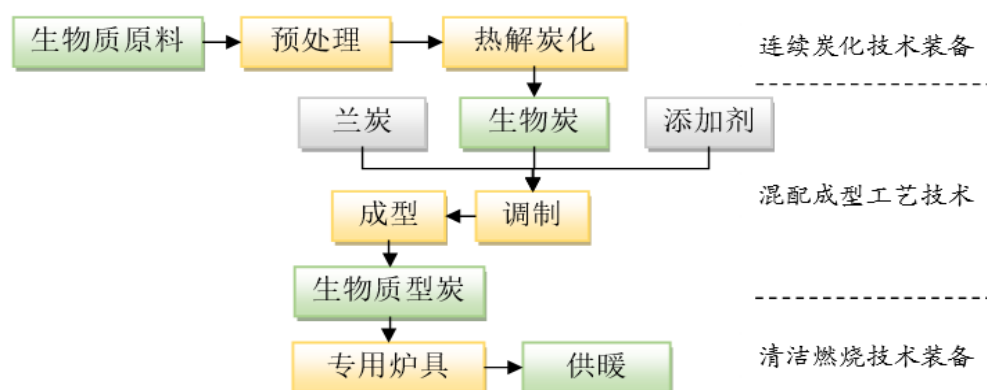 生物质原料
预处理
热解炭化
连续炭化技术装备
兰炭
生物炭
添加剂
混配成型工艺技术
成型
调制
生物质型炭
专用炉具
供暖
清洁燃烧技术装备